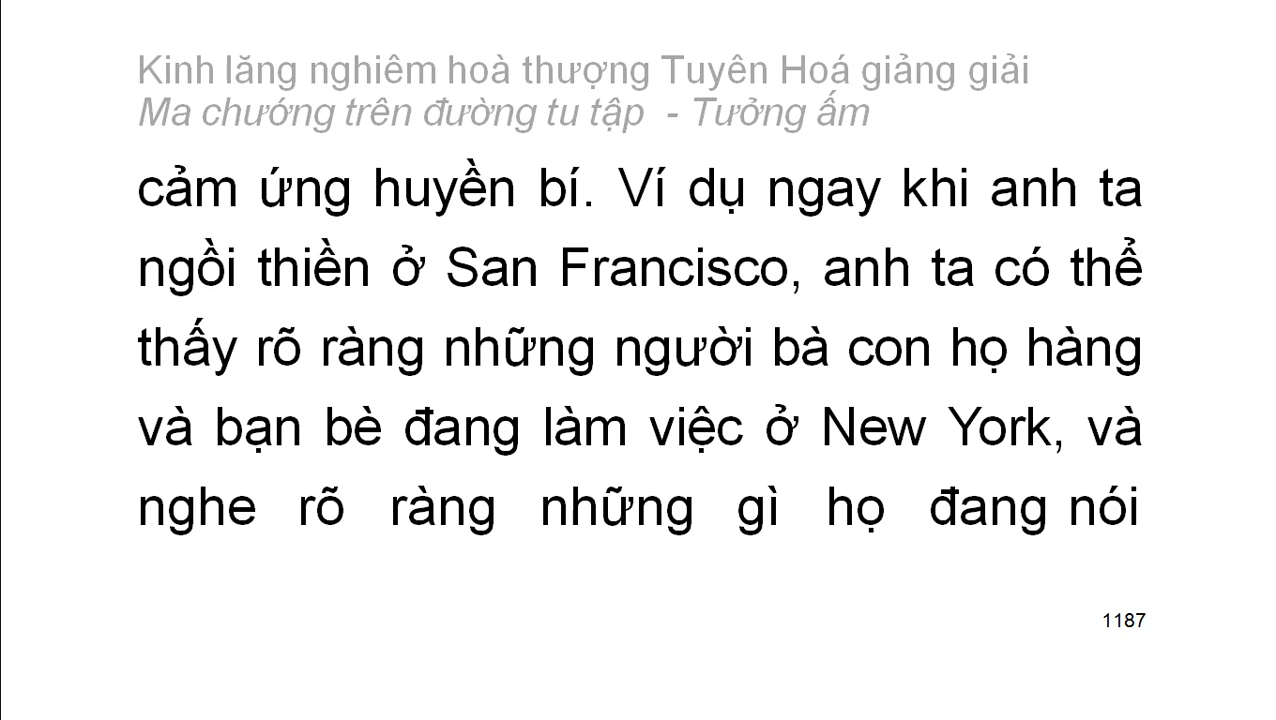 Kinh lăng nghiêm hoà thượng Tuyên Hoá giảng giải
Ma chướng trên đường tu tập - Tưởng ấm
cảm ứng huyền bí. Ví dụ ngay khi anh ta
ngồi thiền ở San Francisco, anh ta có thể
thấy rõ ràng những người bà con họ hàng
và bạn bè đang làm việc ở New York, và
nghe rõ ràng những gì họ đang nói
1187